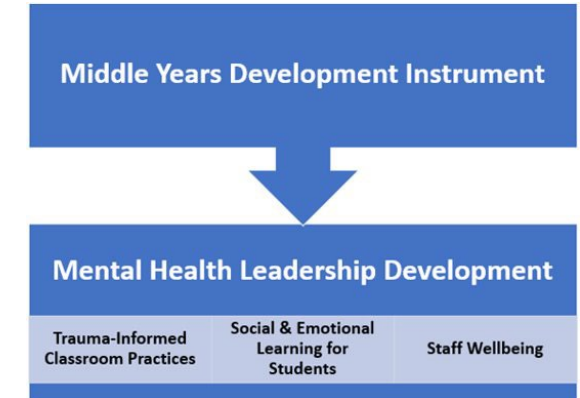 Middle Years Development Instrument
Mental Health Leadership Development
Trauma-Informed
Classroom Practices
Social & Emotional
Learning for
Students
Staff Wellbeing